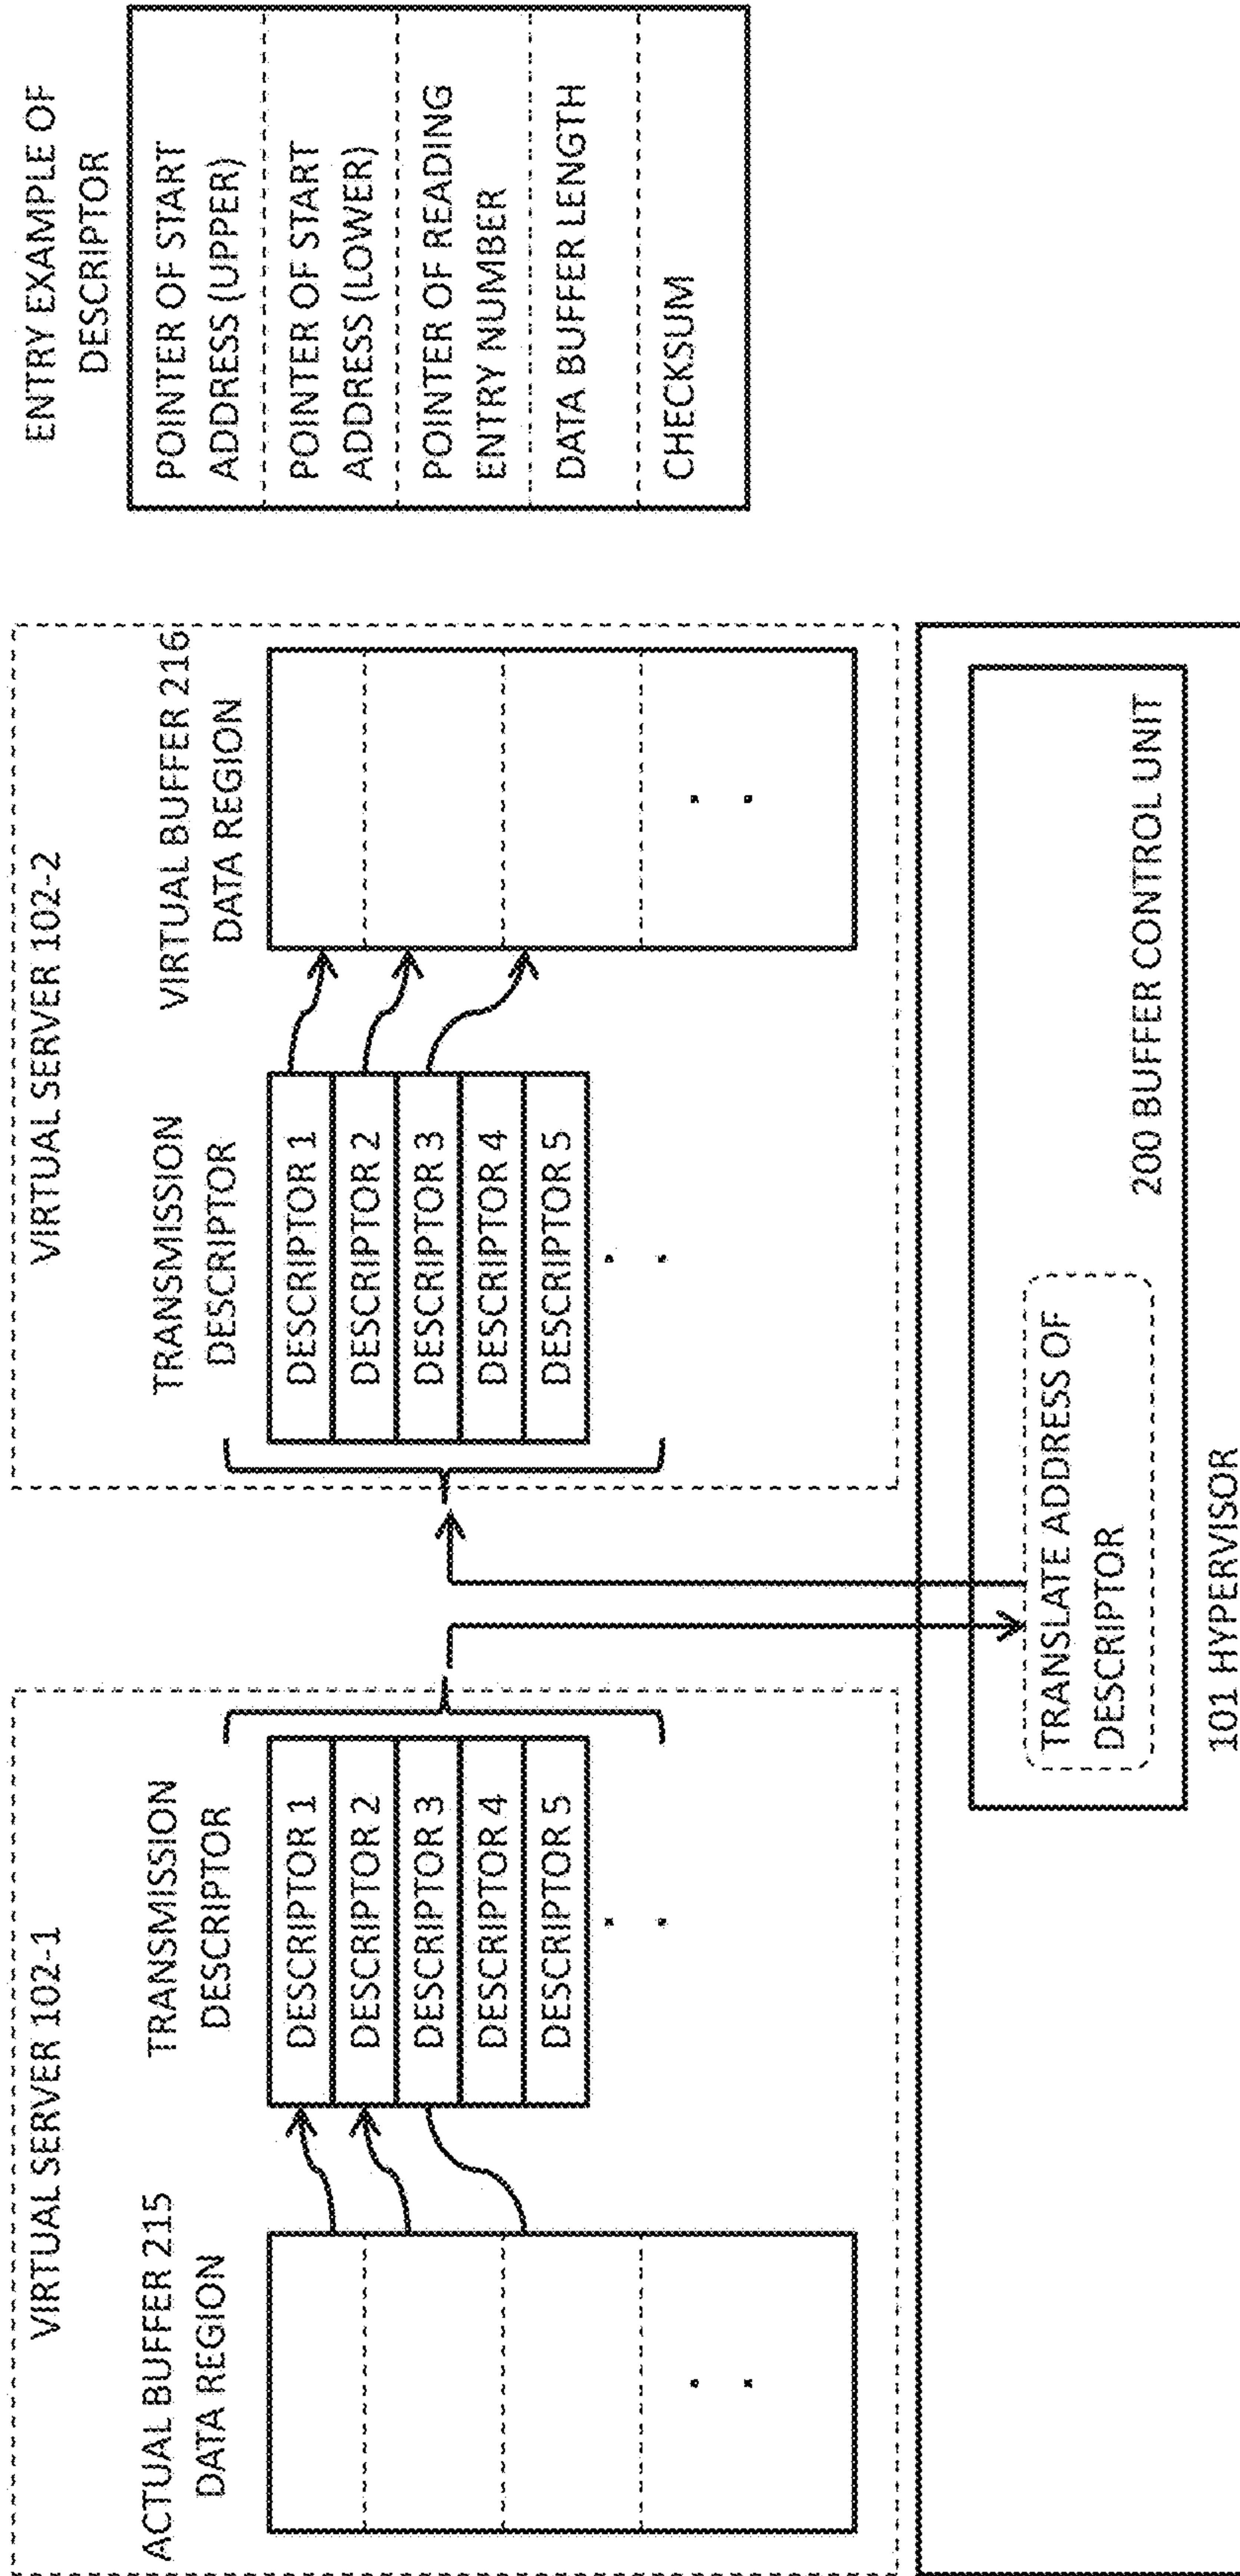 VIRTUAL SERVER 102-1
ACTUAL BUFFER 215
DATA REGION
TRANSMISSION
DESCRIPTOR
DESCRIPTOR 1
DESCRIPTOR 2
DESCRIPTOR 3
DESCRIPTOR 4
DESCRIPTOR 5
VIRTUAL SERVER 102-2
TRANSMISSION
DESCRIPTOR
DESCRIPTOR 1
DESCRIPTOR 2
DESCRIPTOR 3
DESCRIPTOR 4
DESCRIPTOR 5
VIRTUAL BUFFER 216
DATA REGION
ENTRY EXAMPLE OF
DESCRIPTOR
POINTER OF START
ADDRESS (UPPER)
POINTER OF START
ADDRESS (LOWER)
POINTER OF READING
ENTRY NUMBER
DATA BUFFER LENGTH
CHECKSUM
TRANSLATE ADDRESS OF
DESCRIPTOR
200 BUFFER CONTROL UNIT
101 HYPERVISOR